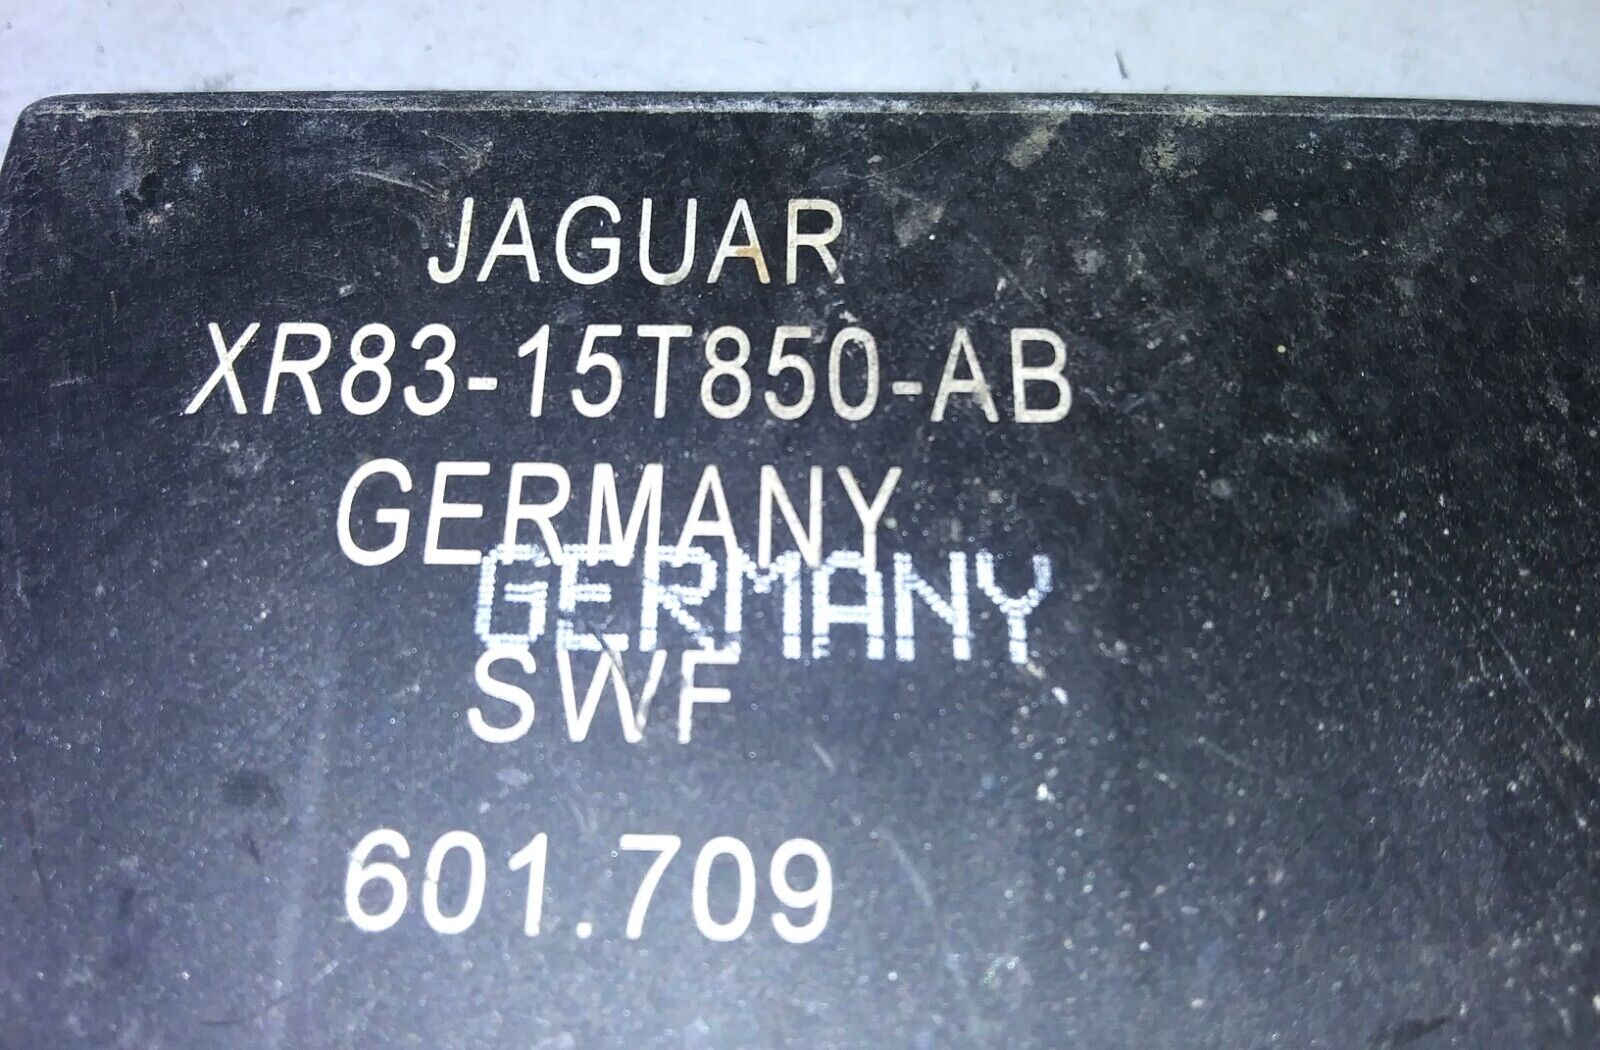 JAGUAR
XR83-15T850-AB
GERMANY
GERMANY
SWF
601.709